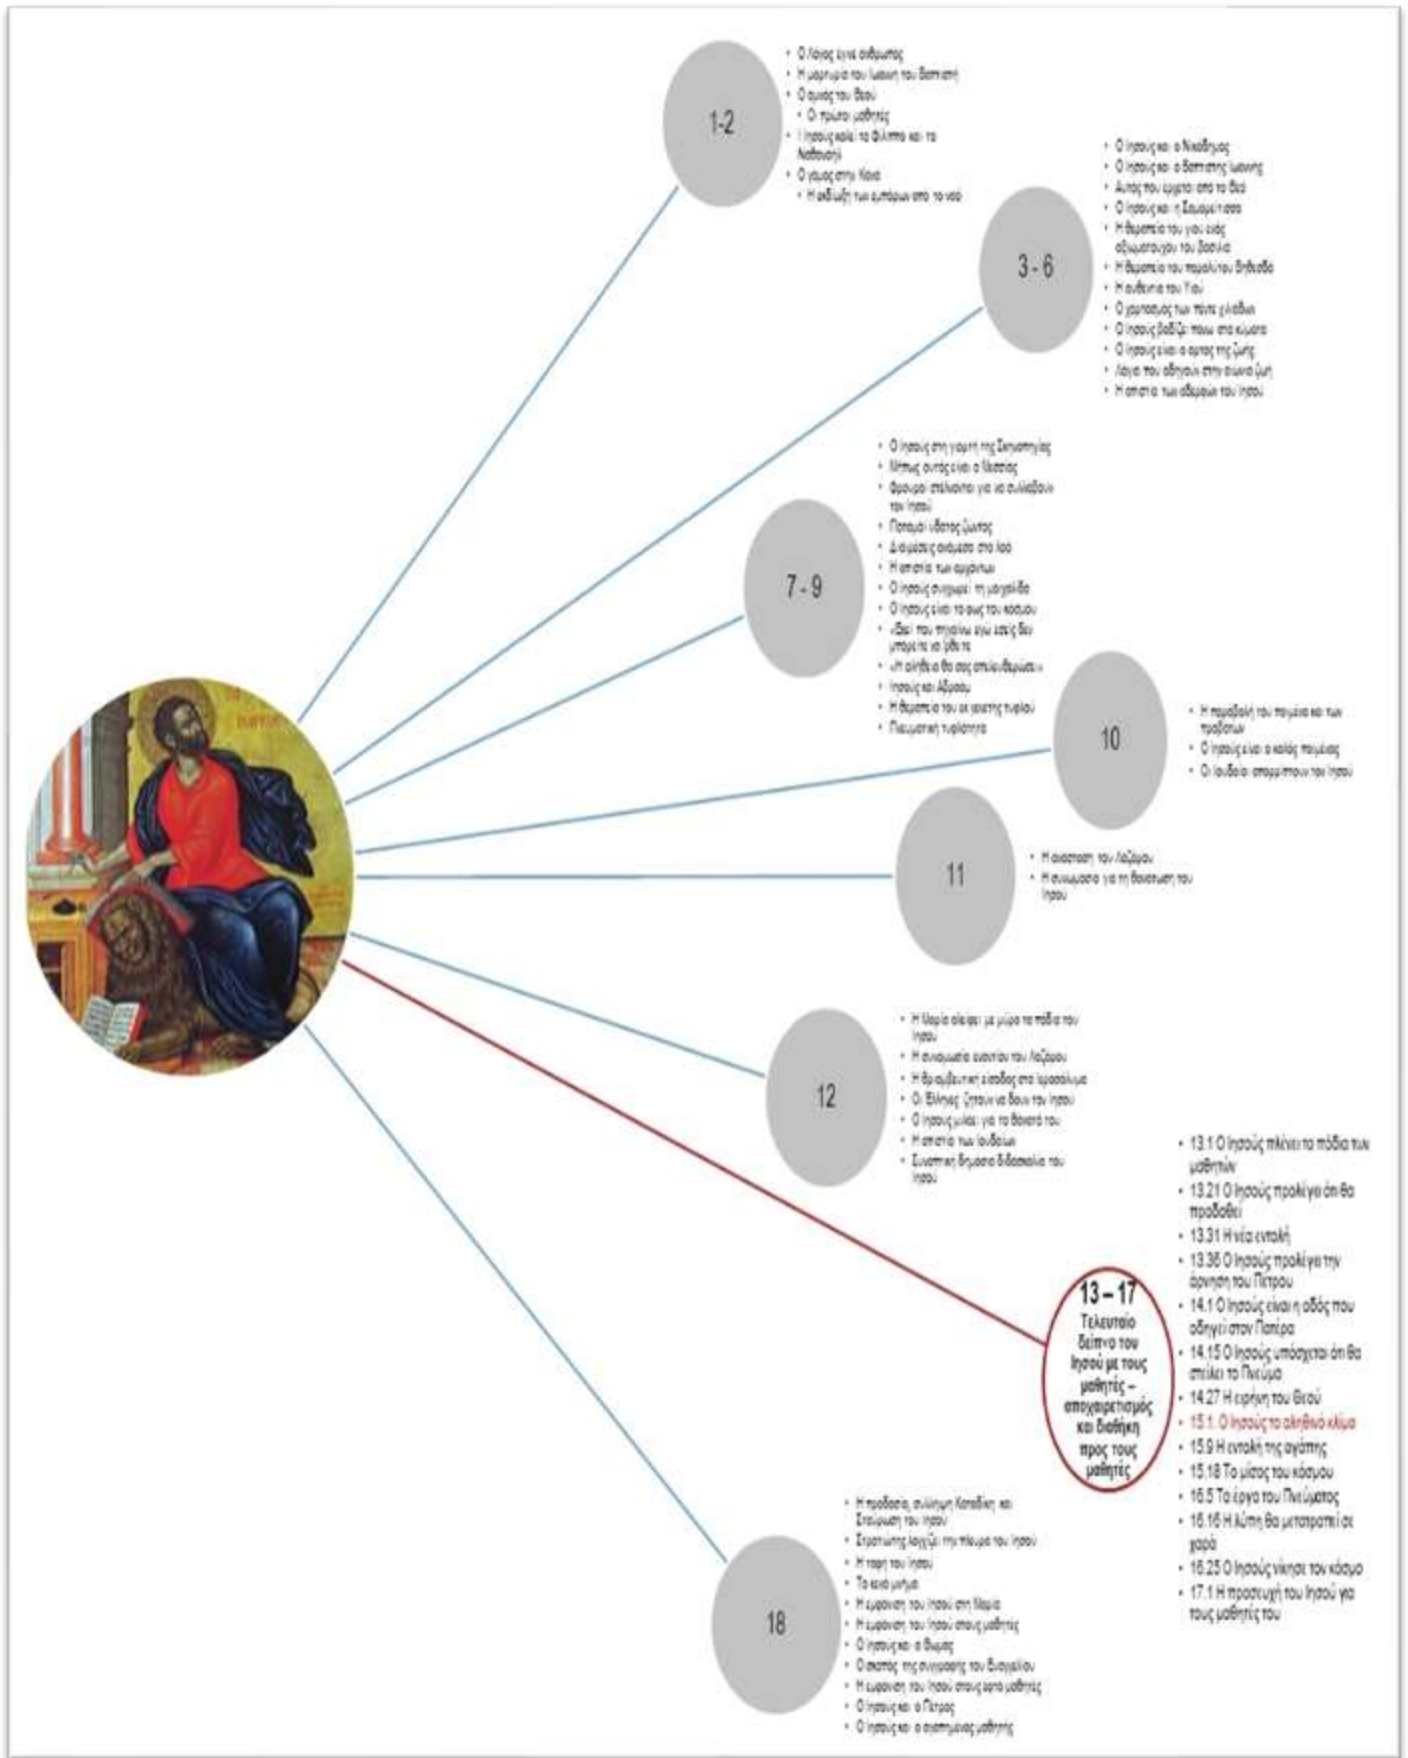 1-2
• Ο Λόγος έγινε άνθρωπος
• Η μαρτυρία του Ιωάννη του Βαπτιστή
• Ο αμνός του Θεού
• Οι πρώτοι μαθητές
Ιησούς καλεί το Φίλιππο και το
Ναθαναήλ
• Ο γάμος στην Κανά
• Η εκδίωξη των εμπόρων από το ναό
3 - 6
• Ο Ιησούς και ο Νικόδημος
• Ο Ιησούς και ο βαπτιστης Ιωάννης
• Αυτός που έρχεται από το Θεό
• Ο Ιησούς και η Σαμαρείτισσα
• Η θεραπεία του γιου ενός
αξιωματούχου του βασιλιά
• Η θεραπεία του παραλύτου Βηθεσδά
• Η αυθεντία του Υιού
• Ο χορτασμός των πέντε χιλιάδων
• Ο Ιησούς βαδίζει πάνω στα κύματα
• Ο Ιησούς είναι ο άρτος της ζωής
• Λόγια που οδηγούν στην αιώνια ζωή
• Η απιστία των αδερφών του Ιησού
7 - 9
• Ο Ιησούς στη γιορτή της Σκηνοπηγίας
• Μήπως αυτός είναι ο Μεσσίας
• Φρουροί στέλνονται για να συλλάβουν
τον Ιησού
• Ποταμοί ύδατος ζώντος
• Διαιρέσεις ανάμεσα στο λαό
• Η απιστία των αρχόντων
• Ο Ιησούς συγχωρεί τη μοιχαλίδα
• Ο Ιησούς είναι το φως του κόσμου
• «Εκεί που πηγαίνω εγώ εσείς δεν
μπορείτε να 'ρθείτε
• «Η αλήθεια θα σας απελευθερώσει»
• Ιησούς και Αβραάμ
• Η θεραπεία του εκ γενετής τυφλού
• Πνευματική τυφλότητα
10
• Η παραβολή του ποιμένα και των
προβάτων
• Ο Ιησούς είναι ο καλός ποιμένας
• Οι Ιουδαίοι απορρίπτουν τον Ιησού
11
• Η ανάσταση του Λαζάρου
• Η συνωμοσία για τη θανάτωση του
Ιησού
12
• Η Μαρία αλείφει με μύρο τα πόδια του
Ιησού
• Η συνωμοσία εναντίον του Λαζάρου
• Η θριαμβευτική είσοδος στα Ιεροσόλυμα
• Οι Έλληνες ζητουν να δουν τον Ιησού
• Ο Ιησούς μιλάει για το θάνατό του
• Η απιστία των Ιουδαίων
• Συνοπτική δημόσια διδασκαλία του
Ιησού
13 – 17
Τελευταίο
δείπνο του
Ιησού με τους
μαθητές –
αποχαιρετισμός
και διαθήκη
προς τους
μαθητές
• 13.1 Ο Ιησούς πλένει τα πόδια των
μαθητών
• 13.21 Ο Ιησούς προλέγει ότι θα
προδοθεί
• 13.31 Η νέα εντολή
• 13.36 Ο Ιησούς προλέγει την
άρνηση του Πετρου
• 14.1 Ο Ιησούς είναι η οδός που
οδηγεί στον Πατέρα
• 14.15 Ο Ιησούς υπόσχεται ότι θα
στείλει το Πνεύμα
• 14.27 Η ειρήνη του Θεού
• 15.1. Ο Ιησούς το αληθινό κλίμα
• 15.9 Η εντολή της αγάπης
• 15.18 Το μίσος του κόσμου
• 16.5 Το έργο του Πνεύματος
• 16.16 Η λύπη θα μετατραπεί σε
χαρά
• 16.25 Ο Ιησούς νίκησε τον κόσμο
• 17.1 Η προσευχή του Ιησού για
τους μαθητές του
18
• Η προδοσία, σύλληψη Καταδίκη και
Σταύρωση του Ιησού
• Στρατιώτης λογχίζει την πλευρα του Ιησού
• Η ταφή του Ιησού
• Το κενό μνήμα
• Η εμφάνιση του Ιησού στη Μαρία
• Η εμφάνιση του Ιησού στους μαθητές
• Ο Ιησούς και ο Θωμάς
• Ο σκοπός της συγγραφής του Ευαγγελίου
• Η εμφάνιση του Ιησού στους εφτά μαθητές
• Ο Ιησούς και ο Πέτρος
• Ο Ιησούς και ο αγαπημένος μαθητής